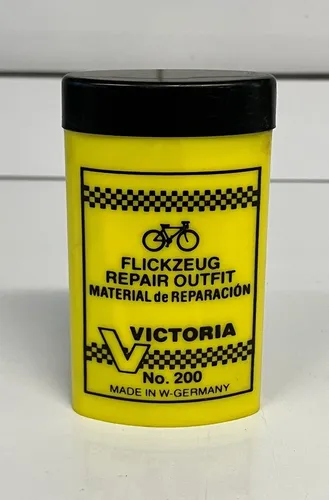 FLICKZEUG
REPAIR OUTFIT
MATERIAL de REPARACIÓN
VICTORIA
V
No. 200
MADE IN W-GERMANY